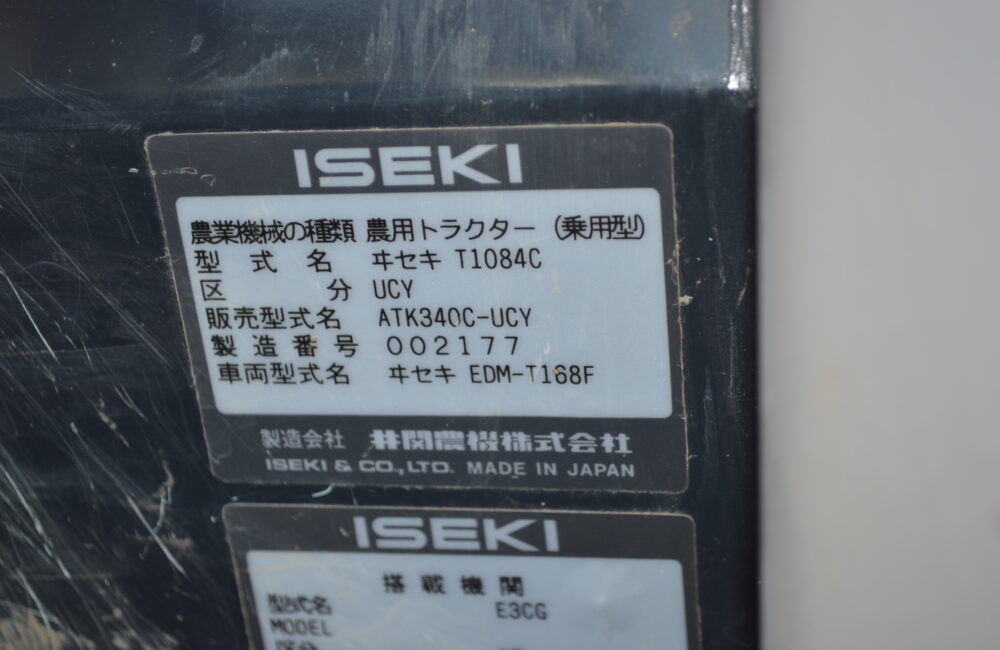 ISEKI
農業機械の種類 農用トラクター (乗用型)
型式名 ヰセキ T1084C
区分 UCY
販売型式名 ATK340C-UCY
製造番号 002177
車両型式名 ヰセキ EDM-T168F
製造会社 井関農機株式会社
ISEKI & CO.,LTD. MADE IN JAPAN
ISEKI
搭載機関
型式名 E3CG
MODEL
区分